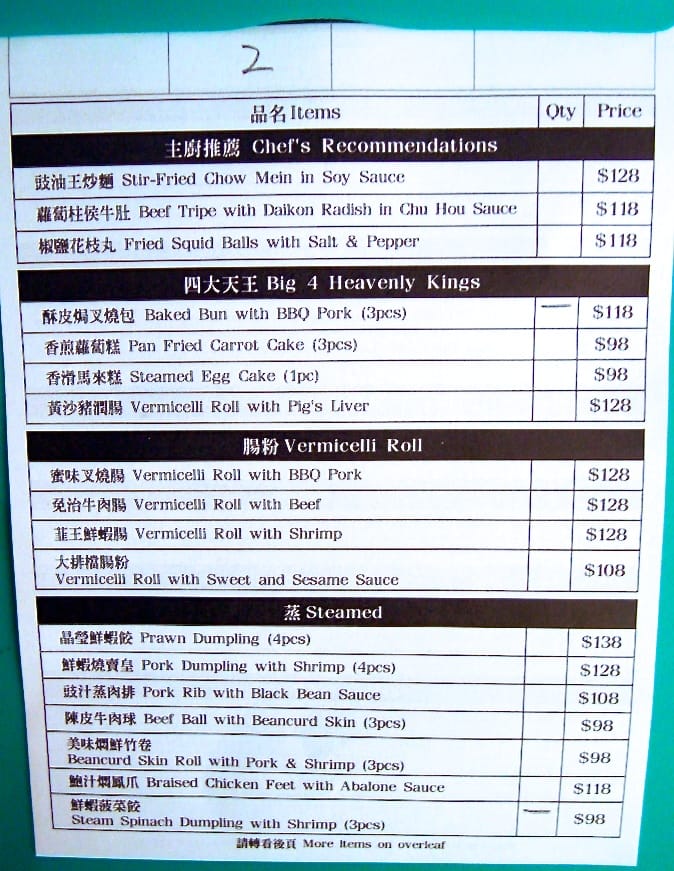 2
品名 Items Qty Price
主廚推薦 Chef's Recommendations
豉油王炒麵 Stir-Fried Chow Mein in Soy Sauce $128
蘿蔔柱侯牛肚 Beef Tripe with Daikon Radish in Chu Hou Sauce $118
椒鹽花枝丸 Fried Squid Balls with Salt & Pepper $118
四大天王 Big 4 Heavenly Kings
酥皮焗叉燒包 Baked Bun with BBQ Pork (3pcs) 一 $118
香煎蘿蔔糕 Pan Fried Carrot Cake (3pcs) $98
香滑馬來糕 Steamed Egg Cake (1pc) $98
黃沙豬潤腸 Vermicelli Roll with Pig's Liver $128
腸粉 Vermicelli Roll
蜜味叉燒腸 Vermicelli Roll with BBQ Pork $128
免治牛肉腸 Vermicelli Roll with Beef $128
韮王鮮蝦腸 Vermicelli Roll with Shrimp $128
大排檔腸粉
Vermicelli Roll with Sweet and Sesame Sauce $108
蒸 Steamed
晶瑩鮮蝦餃 Prawn Dumpling (4pcs) $138
鮮蝦燒賣皇 Pork Dumpling with Shrimp (4pcs) $128
豉汁蒸肉排 Pork Rib with Black Bean Sauce $108
陳皮牛肉球 Beef Ball with Beancurd Skin (3pcs) $98
美味燜鮮竹卷
Beancurd Skin Roll with Pork & Shrimp (3pcs) $98
鮑汁燜鳳爪 Braised Chicken Feet with Abalone Sauce $118
鮮蝦菠菜餃
Steam Spinach Dumpling with Shrimp (3pcs) 一 $98
請轉看後頁 More Items on overleaf